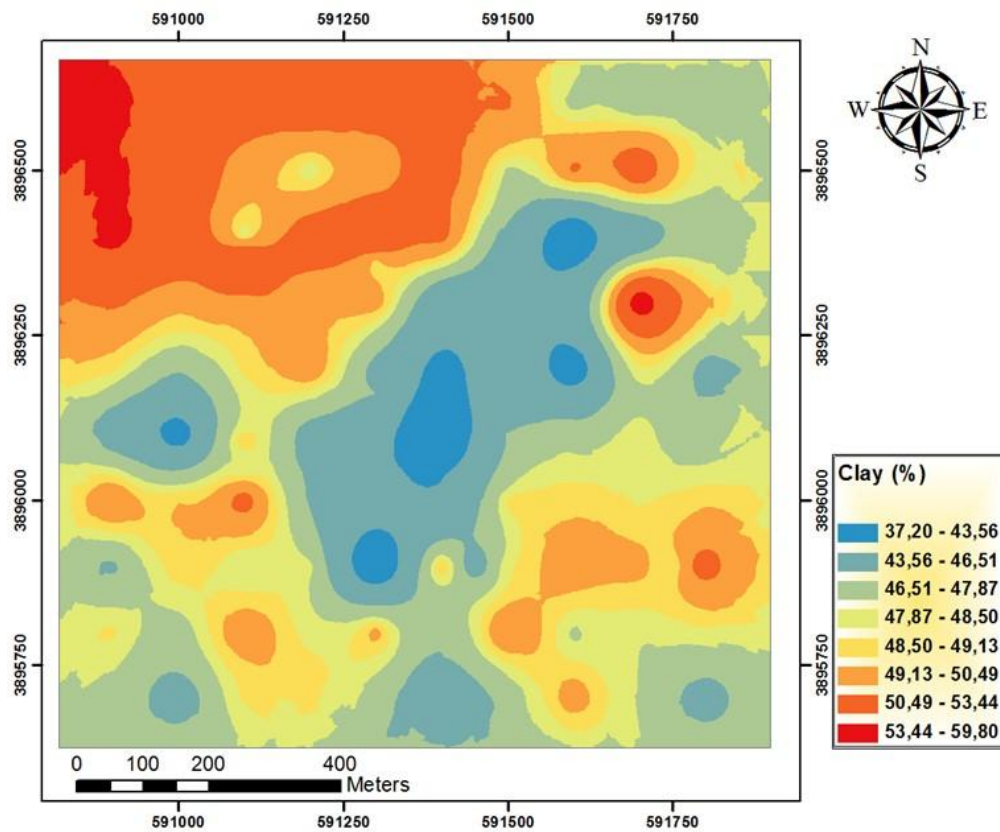 591000 591250 591500 591750
N
W E
S
3896500 3896500
3896250 3896250
3896000 3896000
3895750 3895750
Clay (%)
37,20 - 43,56
43,56 - 46,51
46,51 - 47,87
47,87 - 48,50
48,50 - 49,13
49,13 - 50,49
50,49 - 53,44
53,44 - 59,80
0 100 200 400
Meters
591000 591250 591500 591750